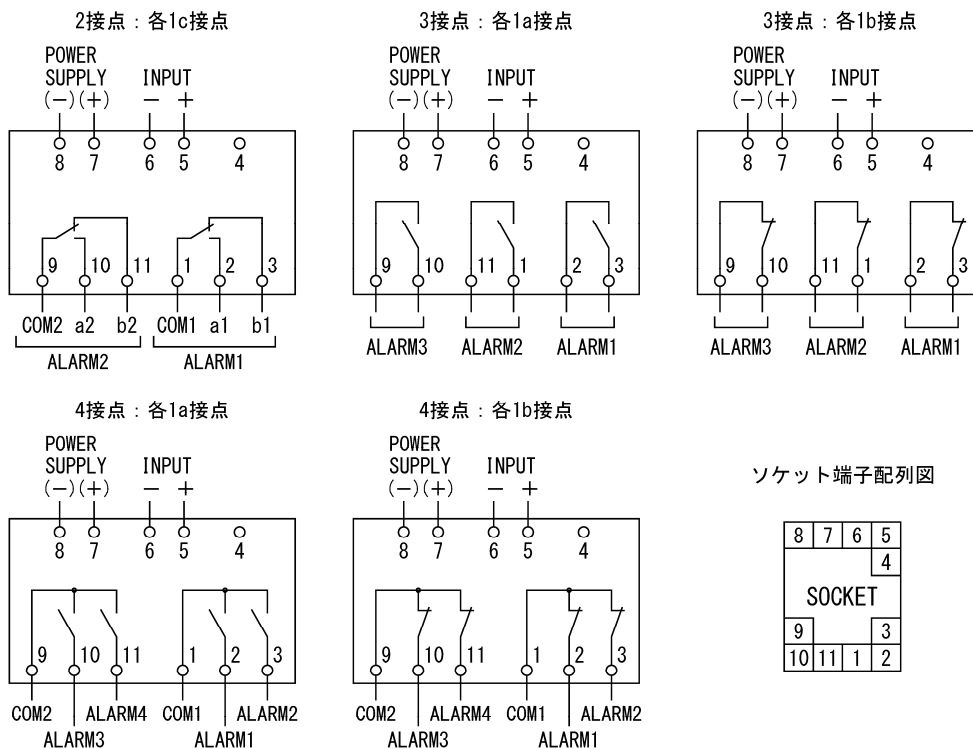 2接点：各1c接点
POWER
SUPPLY INPUT
(−)(+) − +
8 7 6 5 4
9 10 11 1 2 3
COM2 a2 b2 COM1 a1 b1
ALARM2 ALARM1
3接点：各1a接点
POWER
SUPPLY INPUT
(−)(+) − +
8 7 6 5 4
9 10 11 1 2 3
ALARM3 ALARM2 ALARM1
3接点：各1b接点
POWER
SUPPLY INPUT
(−)(+) − +
8 7 6 5 4
9 10 11 1 2 3
ALARM3 ALARM2 ALARM1
4接点：各1a接点
POWER
SUPPLY INPUT
(−)(+) − +
8 7 6 5 4
9 10 11 1 2 3
COM2 ALARM4 COM1 ALARM2
ALARM3 ALARM1
4接点：各1b接点
POWER
SUPPLY INPUT
(−)(+) − +
8 7 6 5 4
9 10 11 1 2 3
COM2 ALARM4 COM1 ALARM2
ALARM3 ALARM1
ソケット端子配列図
8 7 6 5
4
SOCKET
9 3
10 11 1 2